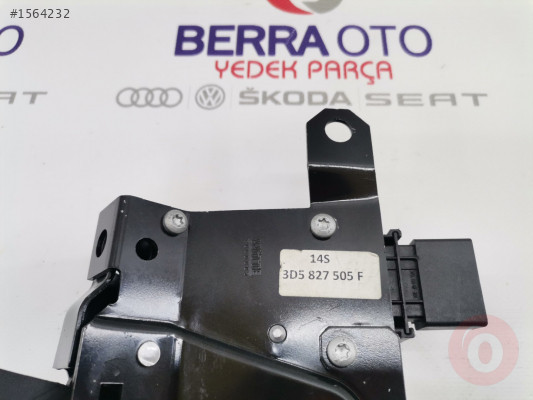 #1564232
BERRA OTO
YEDEK PARÇA
ŠKODA SEAT
14S
3D5 827 505 F